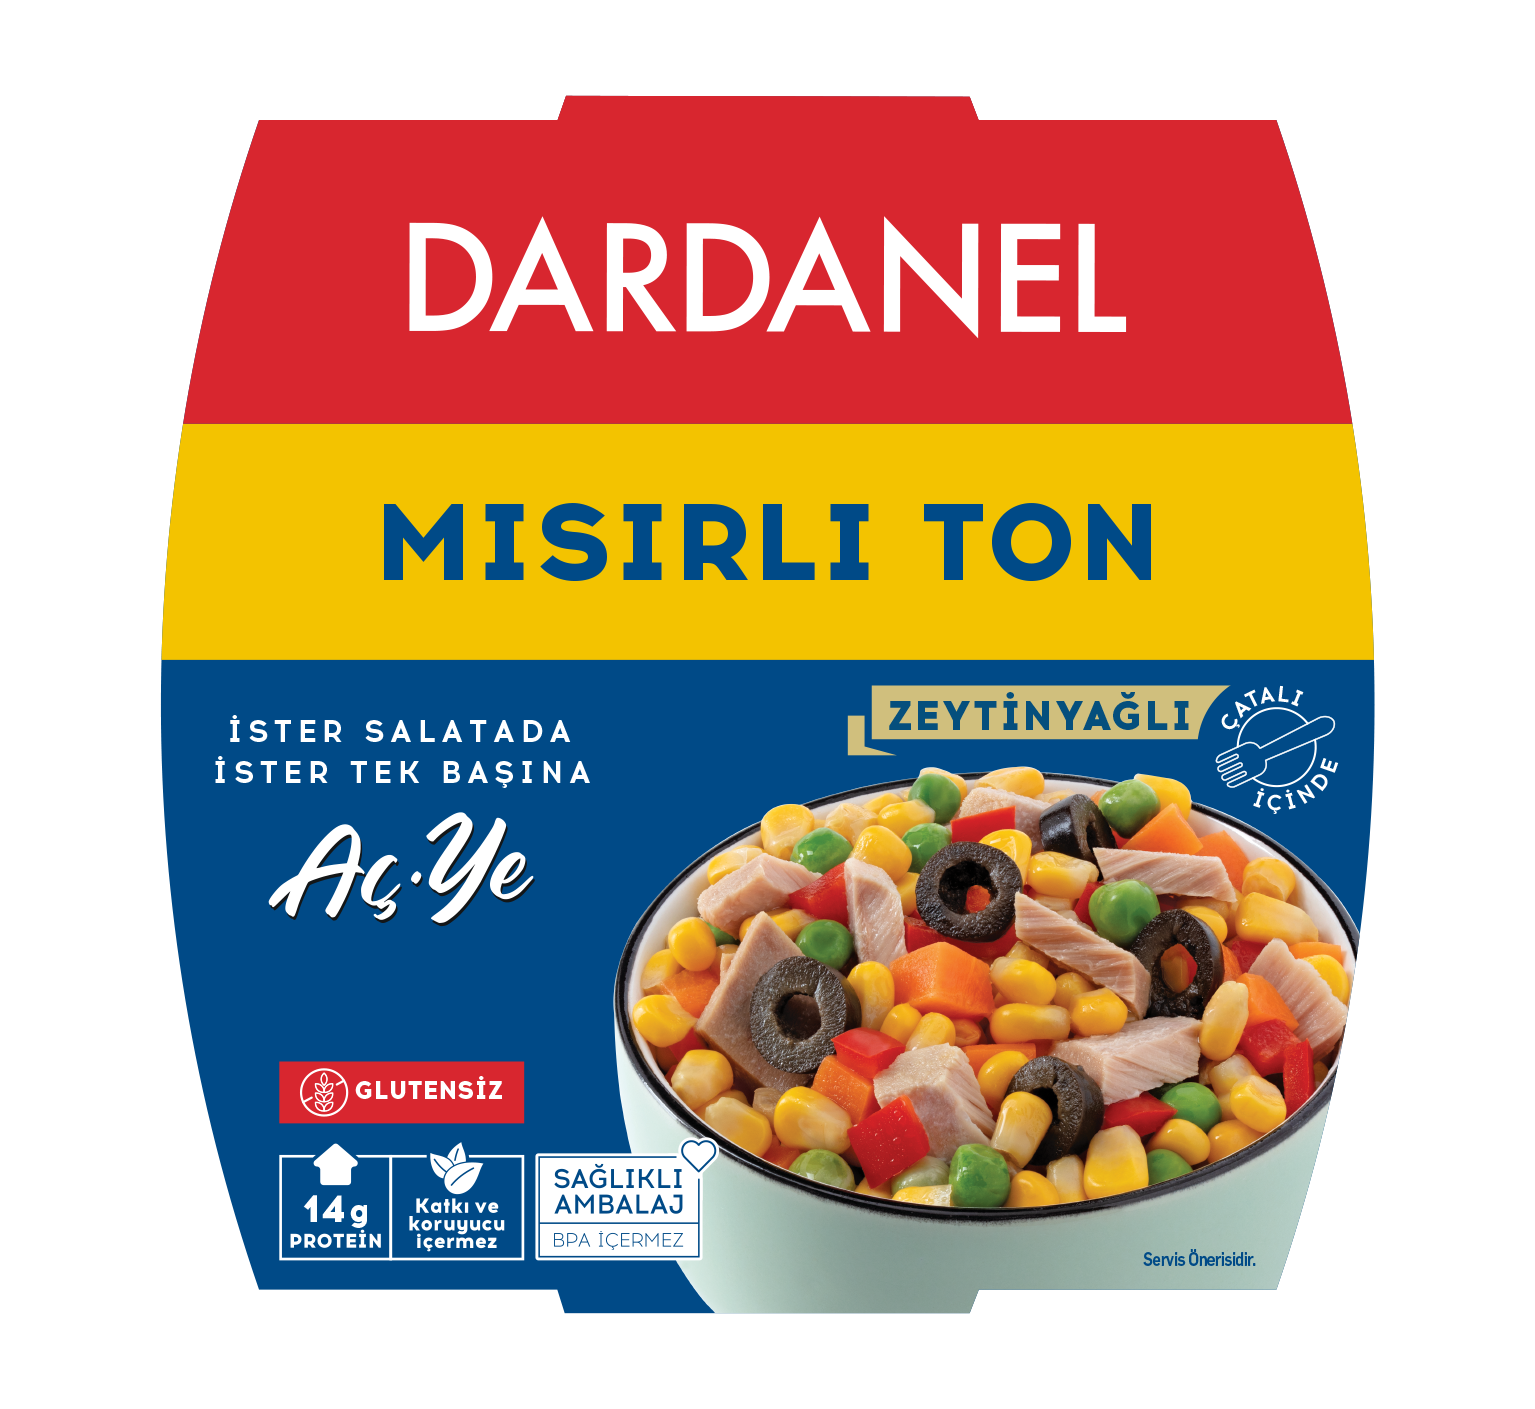 DARDANEL
MISIRLI TON
İSTER SALATADA
İSTER TEK BAŞINA
Aç·Ye
ZEYTİNYAĞLI
ÇATALI
İÇİNDE
GLUTENSİZ
14g
PROTEİN
Katkı ve
koruyucu
içermez
SAĞLIKLI
AMBALAJ
BPA İÇERMEZ
Servis Önerisidir.